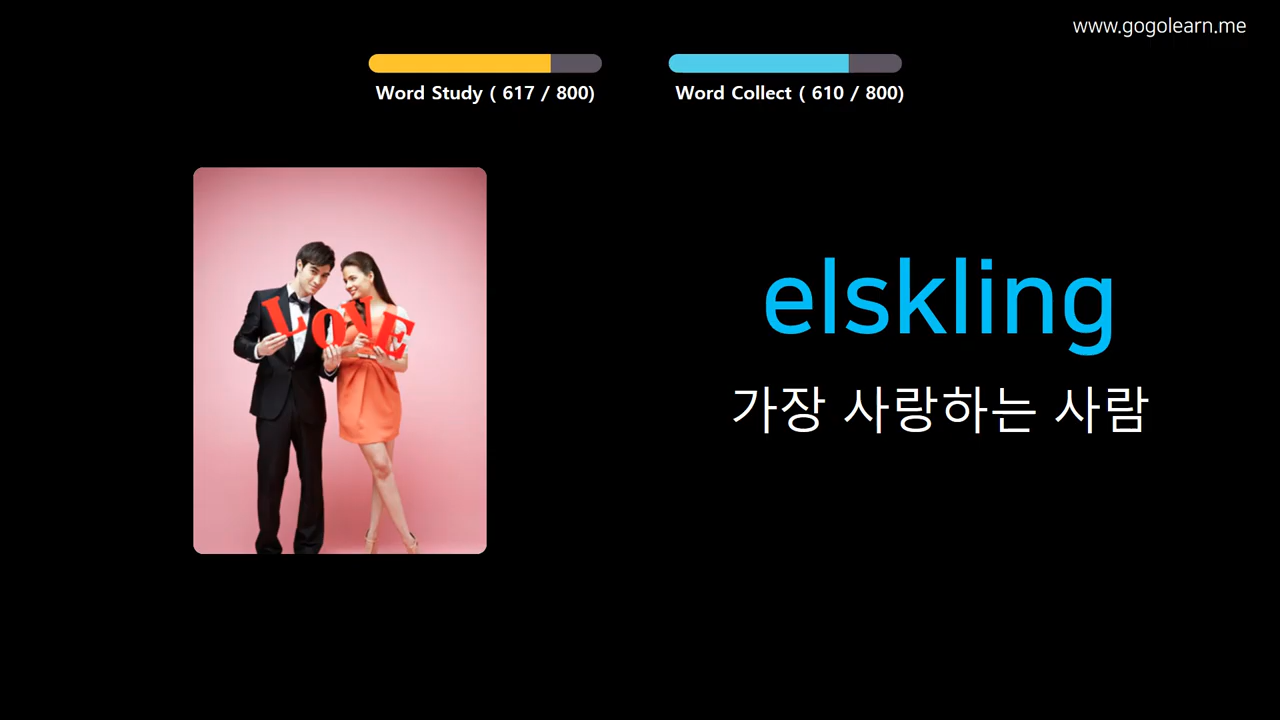 www.gogolearn.me
Word Study ( 617 / 800)
Word Collect ( 610 / 800)
LOVE
elskling
가장 사랑하는 사람